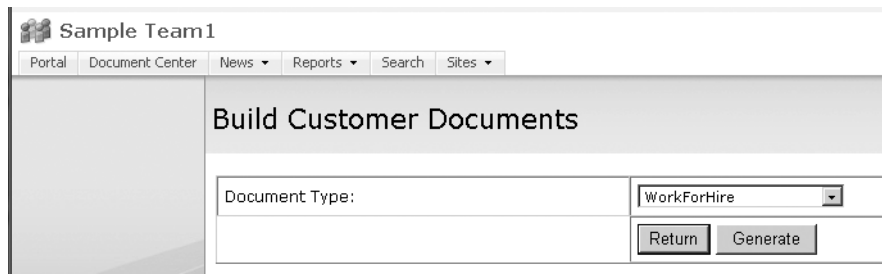 Sample Team1
Portal Document Center News Reports Search Sites
Build Customer Documents
Document Type: WorkForHire
Return Generate